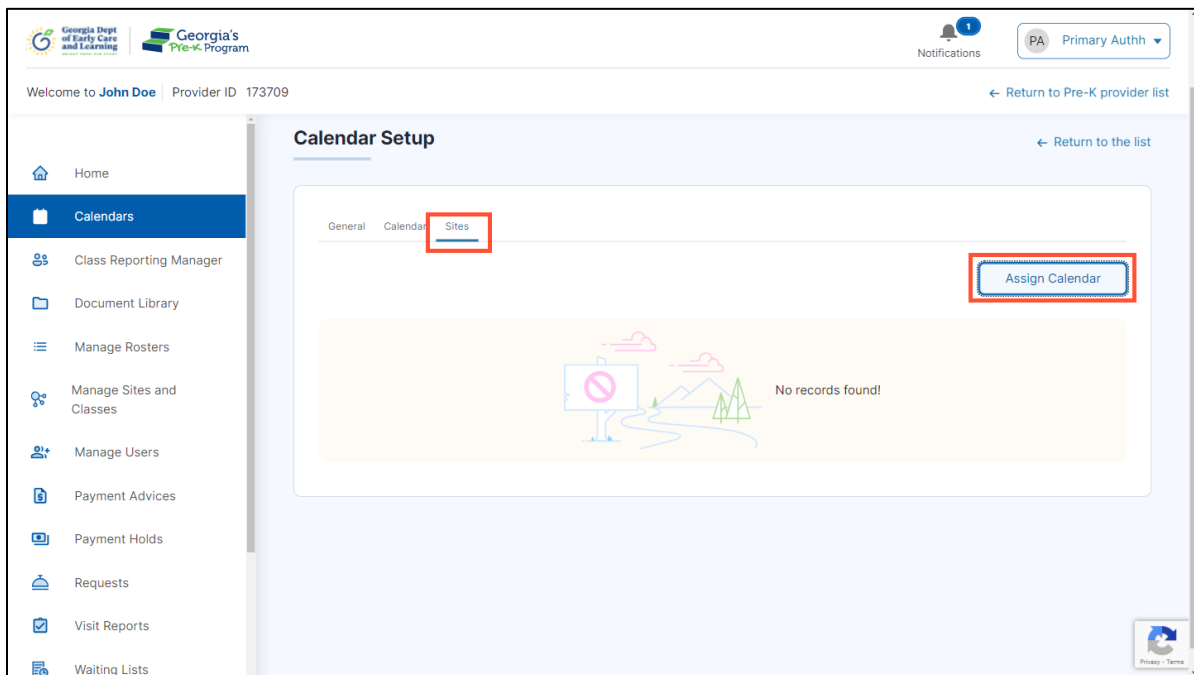 Georgia Dept
of Early Care
and Learning
Georgia's
Pre-K Program
1
Notifications
PA Primary Authh
Welcome to John Doe Provider ID 173709
← Return to Pre-K provider list
Calendar Setup
← Return to the list
Home
Calendars
Class Reporting Manager
Document Library
Manage Rosters
Manage Sites and
Classes
Manage Users
Payment Advices
Payment Holds
Requests
Visit Reports
Waiting Lists
General Calendar Sites
Assign Calendar
No records found!
Privacy - Terms